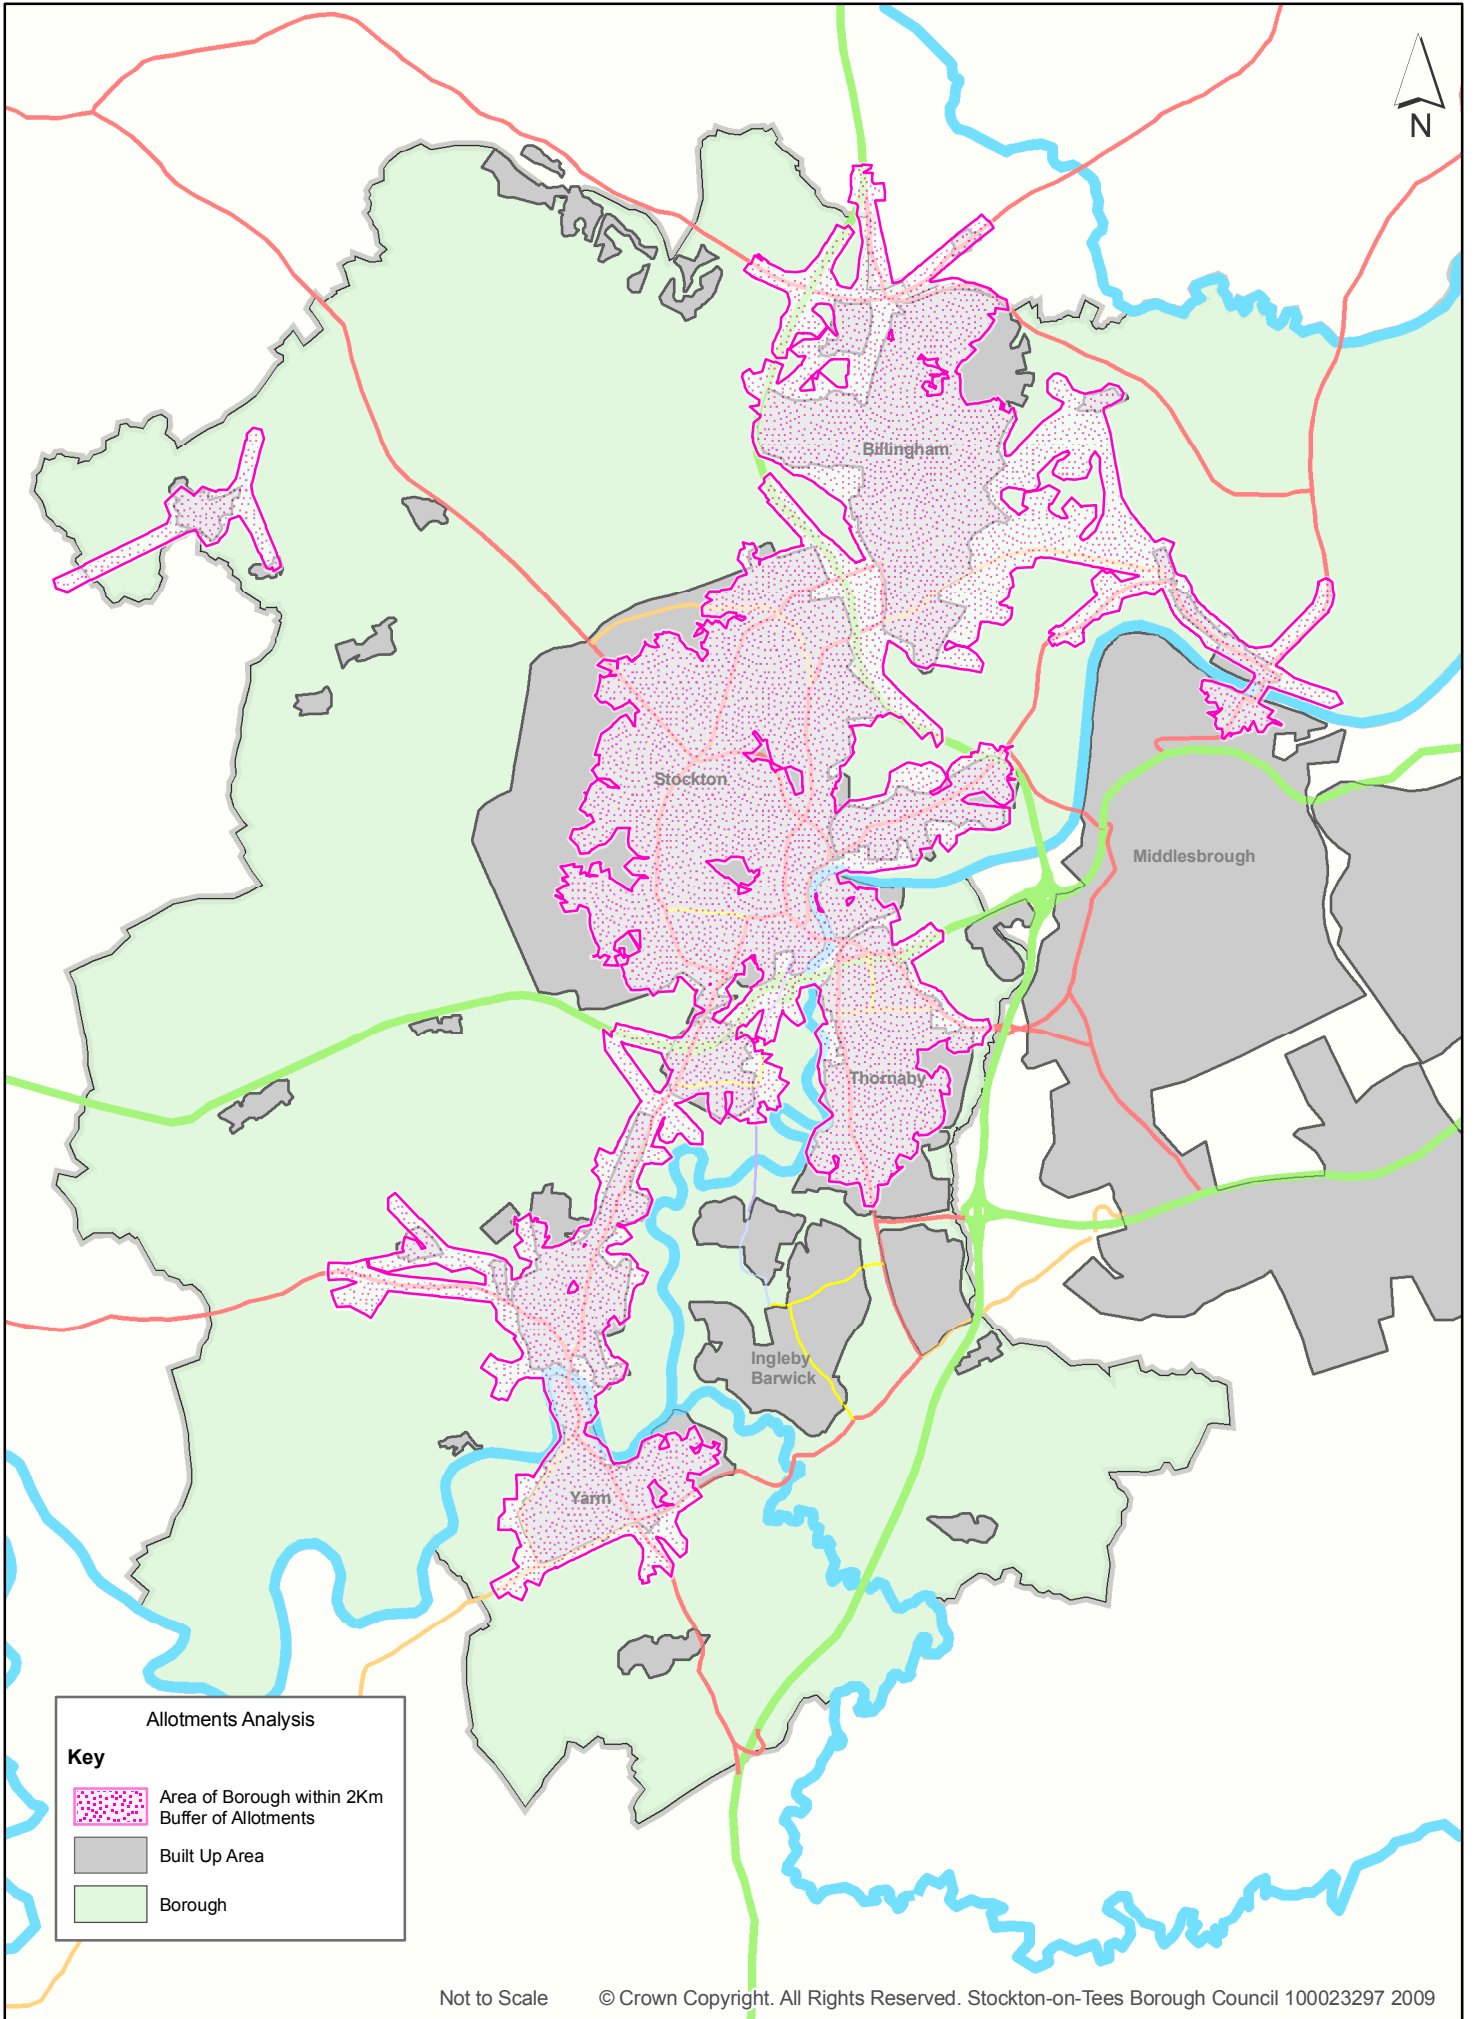 N
Billingham
Stockton
Middlesbrough
Thornaby
Ingleby
Barwick
Yarm
Allotments Analysis
Key
Area of Borough within 2Km
Buffer of Allotments
Built Up Area
Borough
Not to Scale
© Crown Copyright. All Rights Reserved. Stockton-on-Tees Borough Council 100023297 2009